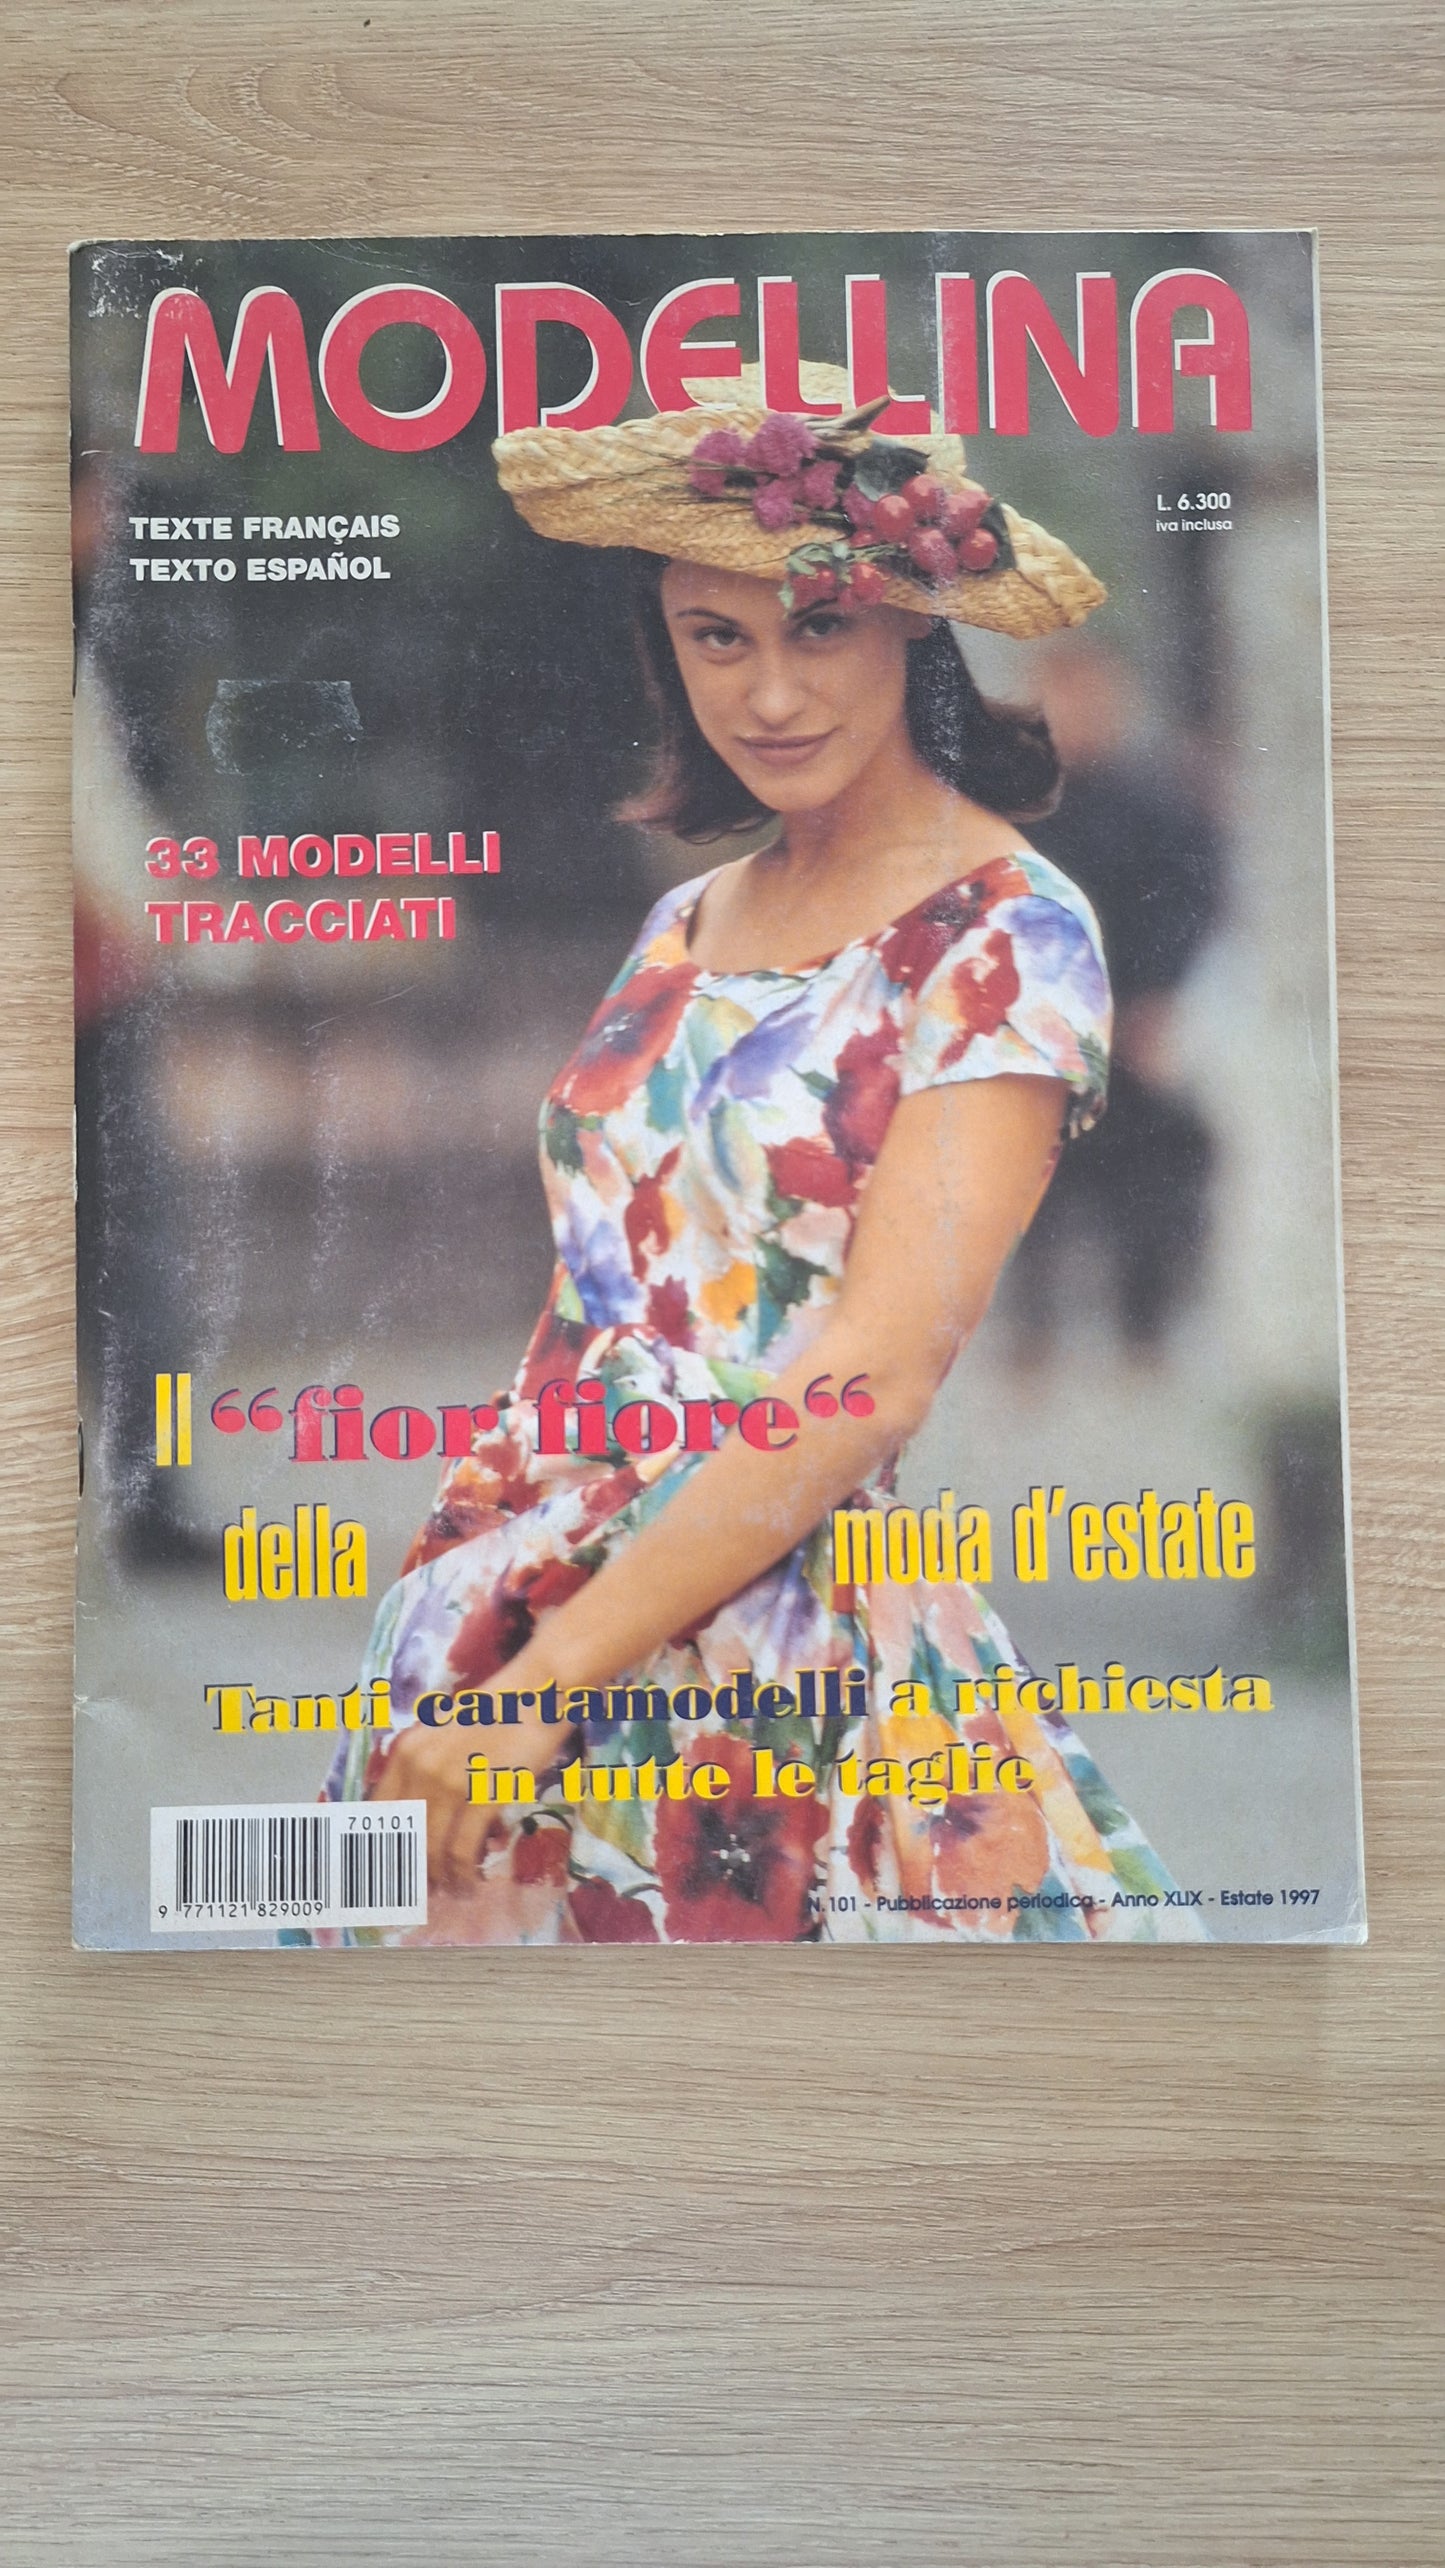 MODELLINA
TEXTE FRANÇAIS
TEXTO ESPAÑOL
L. 6.300
iva inclusa
33 MODELLI
TRACCIATI
Il “fior fiore“
della moda d'estate
Tanti cartamodelli a richiesta
in tutte le taglie
70101
9 771121 829009
N. 101 - Pubblicazione periodica - Anno XLIX - Estate 1997